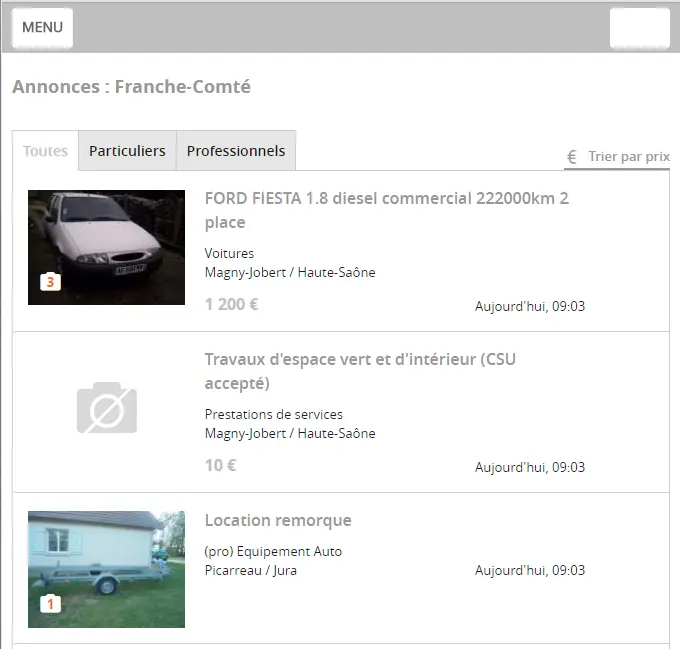 MENU
Annonces : Franche-Comté
Toutes
Particuliers
Professionnels
€ Trier par prix
FORD FIESTA 1.8 diesel commercial 222000km 2
place
Voitures
Magny-Jobert / Haute-Saône
3
1 200 €
Aujourd'hui, 09:03
Travaux d'espace vert et d'intérieur (CSU
accepté)
Prestations de services
Magny-Jobert / Haute-Saône
10 €
Aujourd'hui, 09:03
Location remorque
(pro) Equipement Auto
Picarreau / Jura
Aujourd'hui, 09:03
1